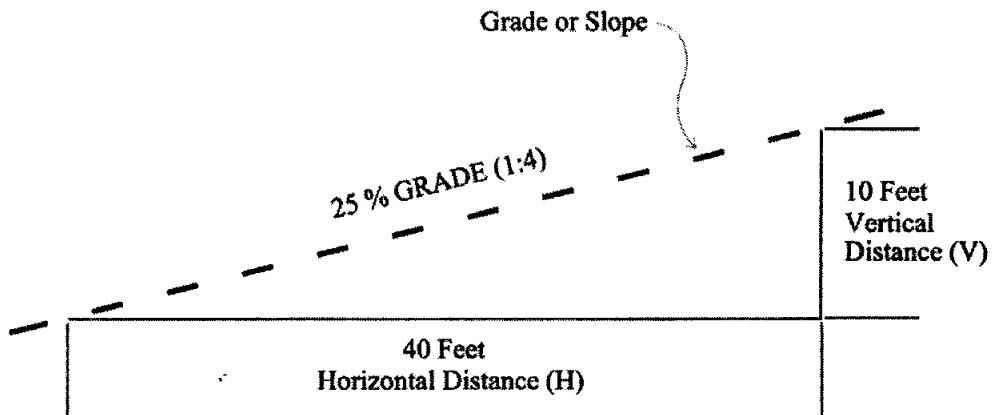 Grade or Slope
25 % GRADE (1:4)
10 Feet
Vertical
Distance (V)
40 Feet
Horizontal Distance (H)